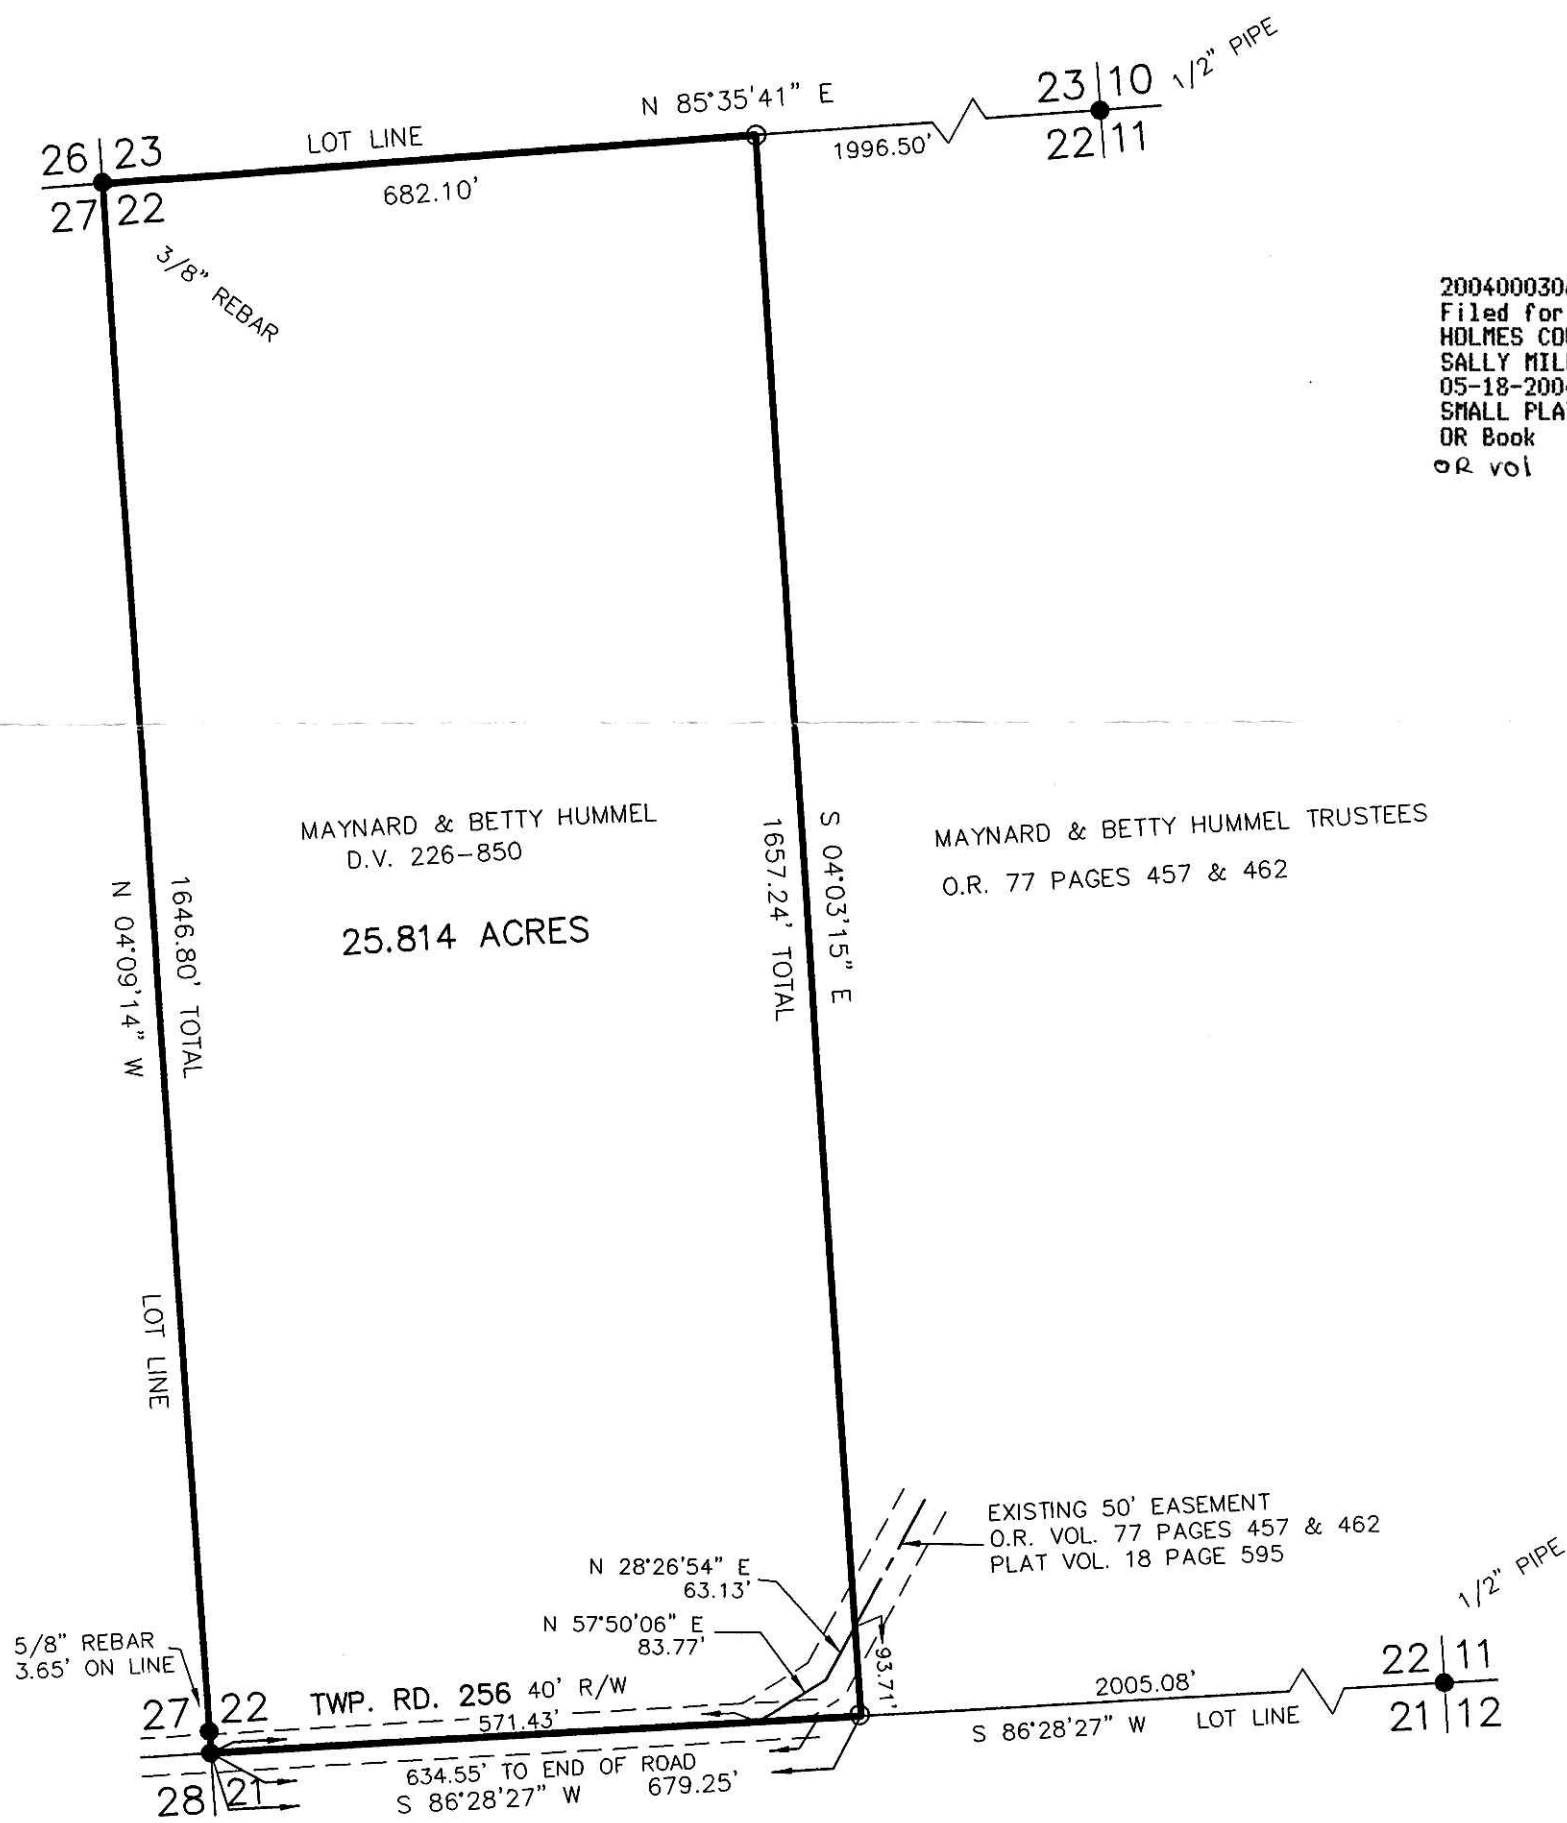 1/2" PIPE
N 85°35'41" E
23 10
22 11
1996.50'
LOT LINE
26 23
27 22
682.10'
3/8" REBAR
Filed for
05-18-200
OR Book
OR vol
MAYNARD & BETTY HUMMEL
D.V. 226-850
25.814 ACRES
MAYNARD & BETTY HUMMEL TRUSTEES
O.R. 77 PAGES 457 & 462
1646.80' TOTAL
N 04°09'14" W
1657.24' TOTAL
S 04°03'15" E
LOT LINE
EXISTING 50' EASEMENT
O.R. VOL. 77 PAGES 457 & 462
PLAT VOL. 18 PAGE 595
N 28°26'54" E
63.13'
N 57°50'06" E
83.77'
93.71'
5/8" REBAR
3.65' ON LINE
27 22
28 21
TWP. RD. 256 40' R/W
571.43'
634.55' TO END OF ROAD
S 86°28'27" W 679.25'
2005.08'
S 86°28'27" W LOT LINE
1/2" PIPE
22 11
21 12